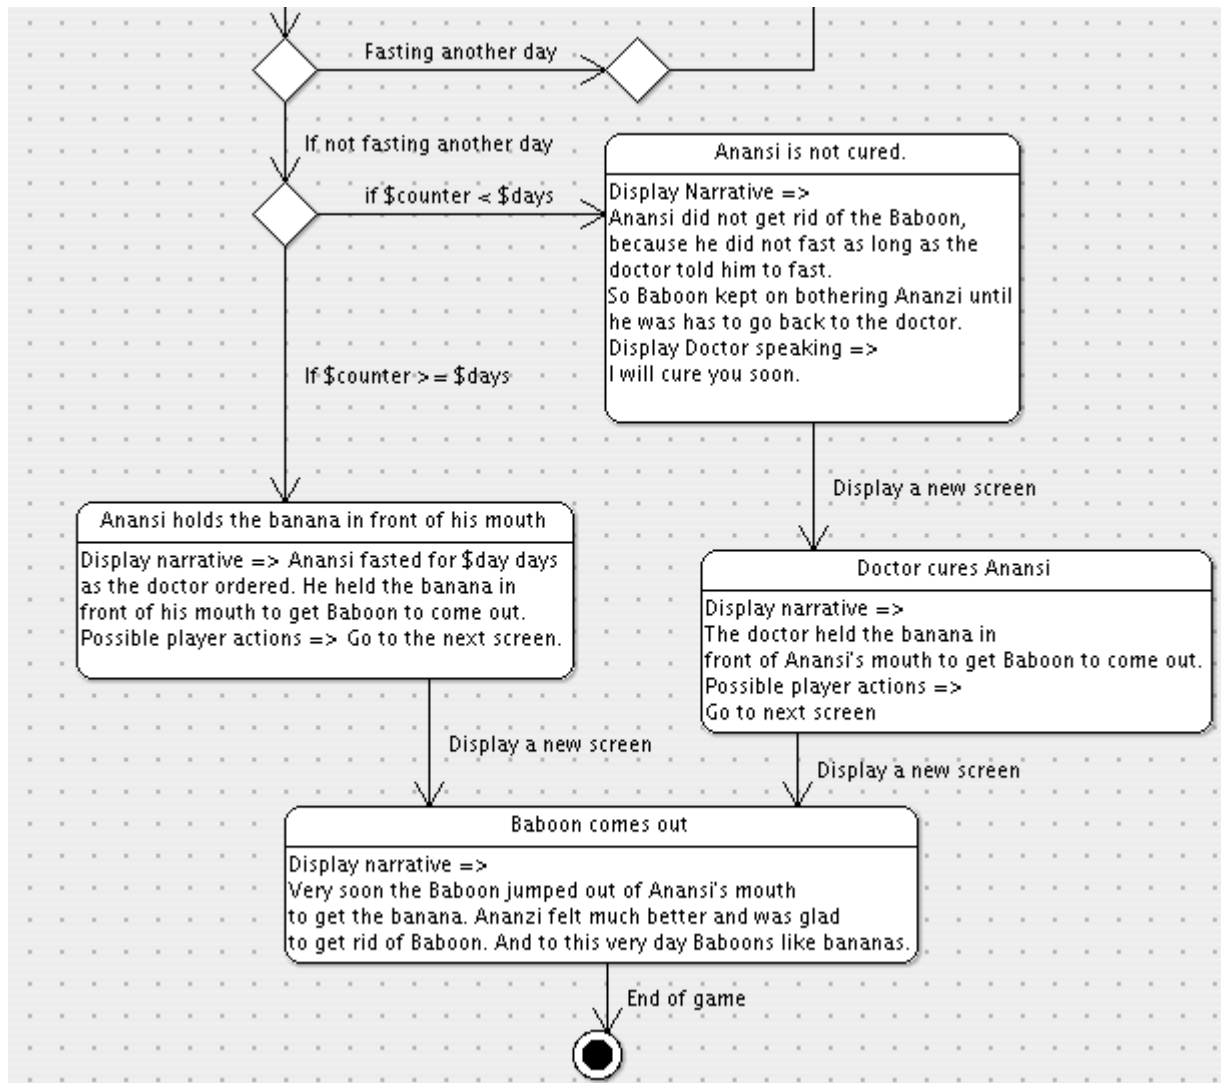 Fasting another day
If not fasting another day
if $counter < $days
Anansi is not cured.
Display Narrative =>
Anansi did not get rid of the Baboon,
because he did not fast as long as the
doctor told him to fast.
So Baboon kept on bothering Ananzi until
he was has to go back to the doctor.
Display Doctor speaking =>
I will cure you soon.
If $counter >= $days
Display a new screen
Anansi holds the banana in front of his mouth
Display narrative => Anansi fasted for $day days
as the doctor ordered. He held the banana in
front of his mouth to get Baboon to come out.
Possible player actions => Go to the next screen.
Doctor cures Anansi
Display narrative =>
The doctor held the banana in
front of Anansi's mouth to get Baboon to come out.
Possible player actions =>
Go to next screen
Display a new screen
Display a new screen
Baboon comes out
Display narrative =>
Very soon the Baboon jumped out of Anansi's mouth
to get the banana. Ananzi felt much better and was glad
to get rid of Baboon. And to this very day Baboons like bananas.
End of game